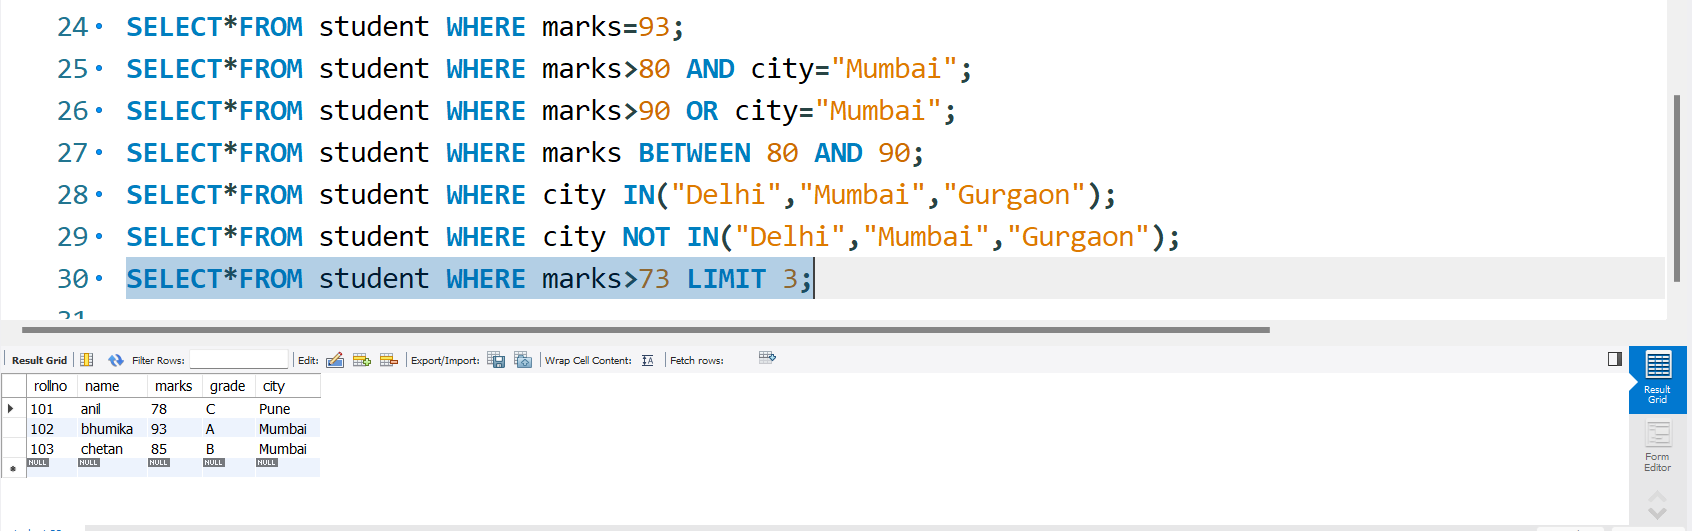 24 SELECT*FROM student WHERE marks=93;
25 SELECT*FROM student WHERE marks>80 AND city="Mumbai";
26 SELECT*FROM student WHERE marks>90 OR city="Mumbai";
27 SELECT*FROM student WHERE marks BETWEEN 80 AND 90;
28 SELECT*FROM student WHERE city IN("Delhi","Mumbai","Gurgaon");
29 SELECT*FROM student WHERE city NOT IN("Delhi","Mumbai","Gurgaon");
30 SELECT*FROM student WHERE marks>73 LIMIT 3;
31
Result Grid Filter Rows: Edit: Export/Import: Wrap Cell Content: IA Fetch rows:
rollno name marks grade city
101 anil 78 C Pune
102 bhumika 93 A Mumbai
103 chetan 85 B Mumbai
NULL NULL NULL NULL NULL
Result
Grid
Form
Editor